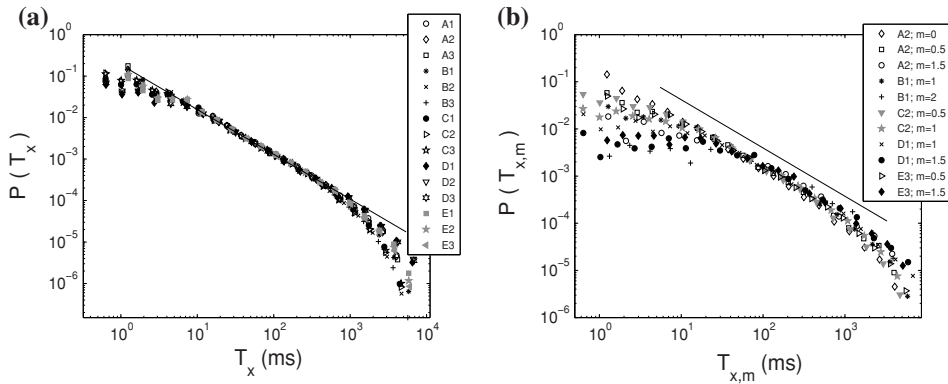 (a)
10^0
10^-1
10^-2
10^-3
10^-4
10^-5
10^-6
P ( T_x )
10^0 10^1 10^2 10^3 10^4
T_x (ms)
A1
A2
A3
B1
B2
B3
C1
C2
C3
D1
D2
D3
E1
E2
E3
(b)
10^0
10^-1
10^-2
10^-3
10^-4
10^-5
10^-6
P ( T_x,m )
10^0 10^1 10^2 10^3
T_x,m (ms)
A2; m=0
A2; m=0.5
A2; m=1.5
B1; m=1
B1; m=2
C2; m=0.5
C2; m=1
D1; m=1
D1; m=1.5
E3; m=0.5
E3; m=1.5